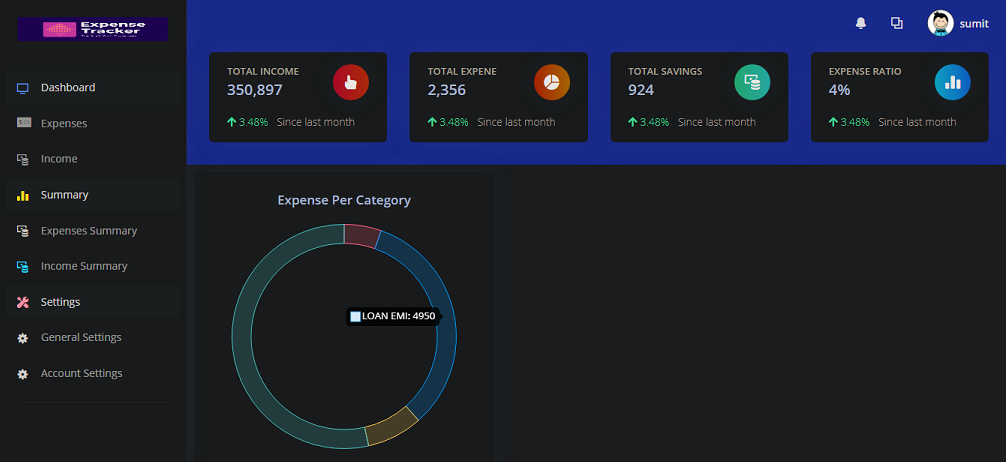 Expense
Tracker
sumit
Dashboard
Expenses
Income
Summary
Expenses Summary
Income Summary
Settings
General Settings
Account Settings
TOTAL INCOME
350,897
3.48% Since last month
TOTAL EXPENE
2,356
3.48% Since last month
TOTAL SAVINGS
924
3.48% Since last month
EXPENSE RATIO
4%
3.48% Since last month
Expense Per Category
LOAN EMI: 4950